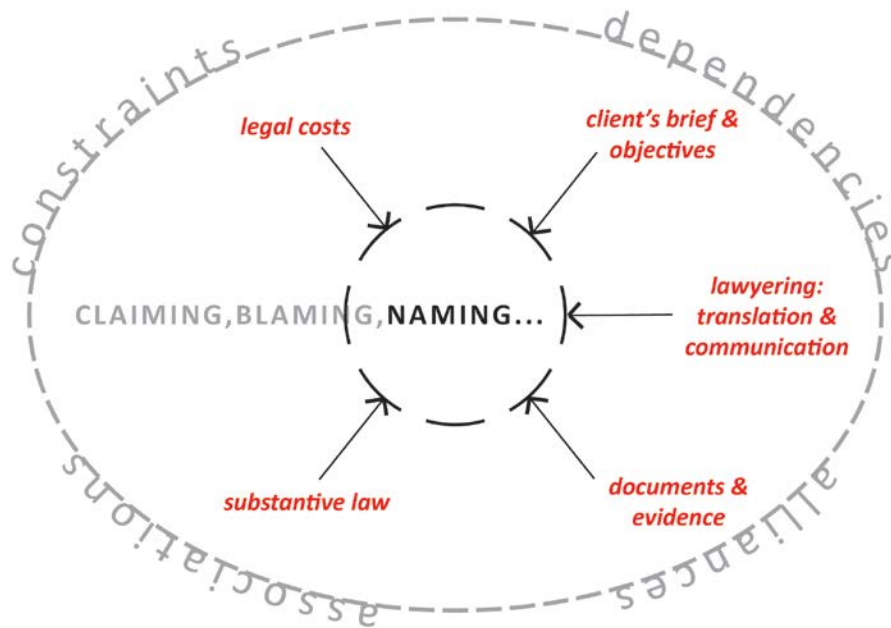 constraints
dependencies
legal costs
client's brief &
objectives
CLAIMING,BLAMING,NAMING...
lawyering:
translation &
communication
substantive law
documents &
evidence
associations
alliances